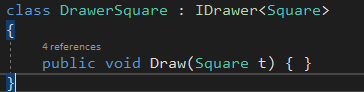 class DrawerSquare : IDrawer<Square>
{
4 references
public void Draw(Square t) { }
}